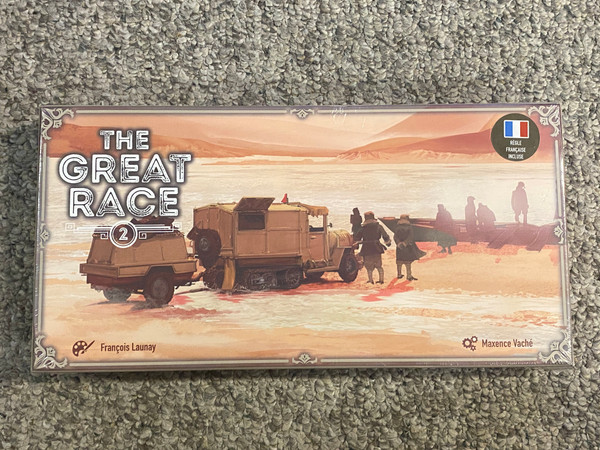 THE
GREAT
RACE
2
RÈGLE
FRANÇAISE
INCLUSE
François Launay
Maxence Vaché